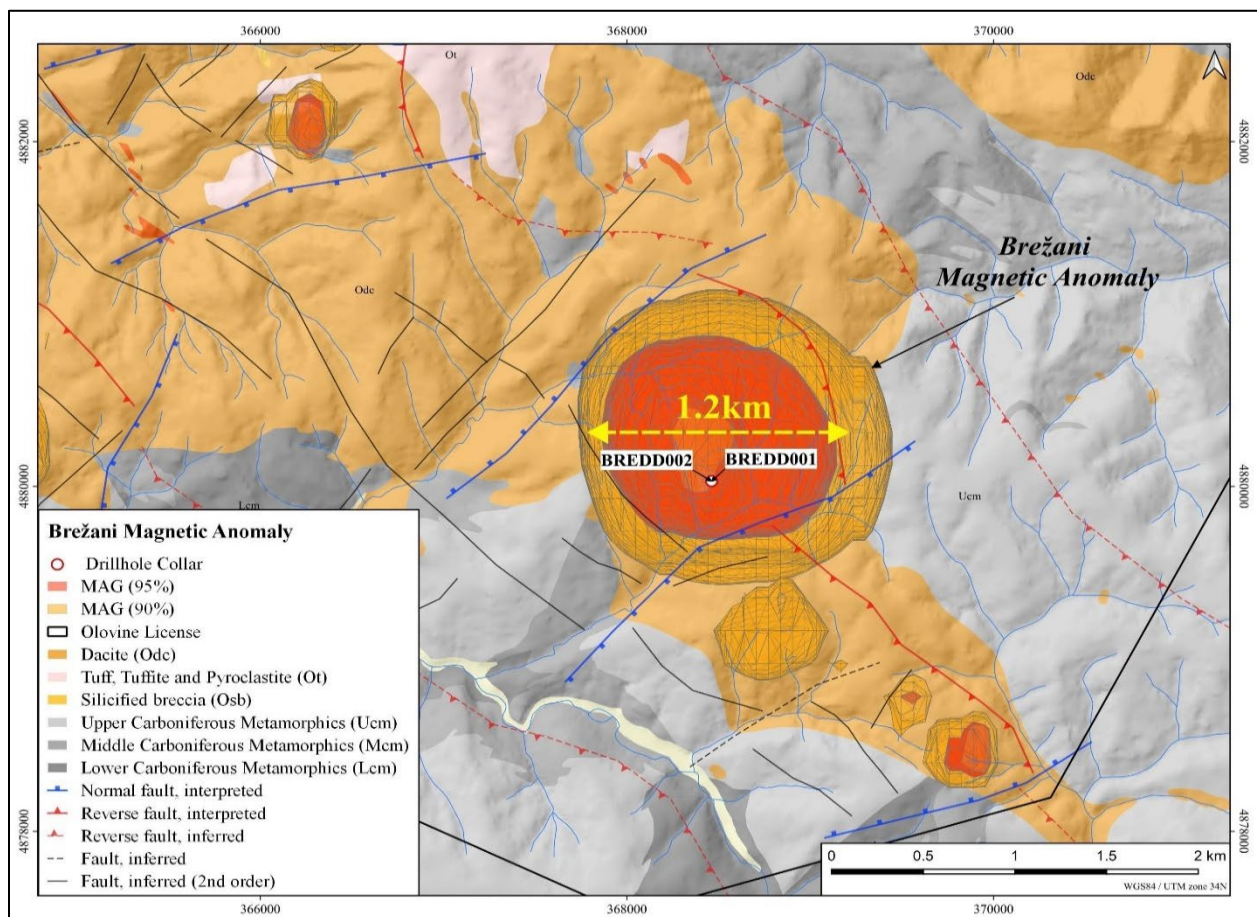 366000
368000
370000
Ot
Odc
4882000
4882000
Brežani
Magnetic Anomaly
Odc
1.2km
BREDD002
BREDD001
4880000
4880000
Lcm
Ucm
Brežani Magnetic Anomaly
Drillhole Collar
MAG (95%)
MAG (90%)
Olovine License
Dacite (Odc)
Tuff, Tuffite and Pyroclastite (Ot)
Silicified breccia (Osb)
Upper Carboniferous Metamorphics (Ucm)
Middle Carboniferous Metamorphics (Mcm)
Lower Carboniferous Metamorphics (Lcm)
Normal fault, interpreted
Reverse fault, interpreted
Reverse fault, inferred
Fault, inferred
Fault, inferred (2nd order)
4878000
4878000
0 0.5 1 1.5 2 km
WGS84 / UTM zone 34N
366000
368000
370000